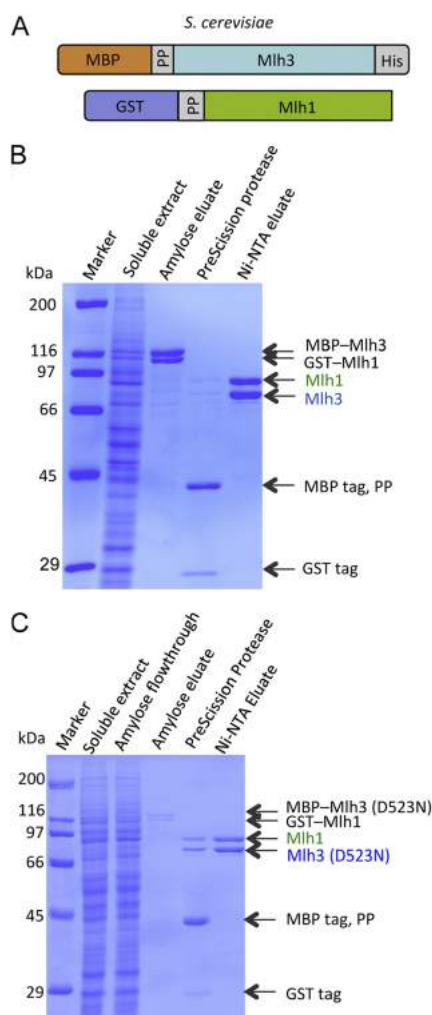 A
S. cerevisiae
MBP PP Mlh3 His
GST PP Mlh1
B
kDa
Marker
Soluble extract
Amylose eluate
PreScission protease
Ni-NTA eluate
200
116
97
66
45
29
MBP–Mlh3
GST–Mlh1
Mlh1
Mlh3
MBP tag, PP
GST tag
C
kDa
Marker
Soluble extract
Amylose flowthrough
Amylose eluate
PreScission Protease
Ni-NTA Eluate
200
116
97
66
45
29
MBP–Mlh3 (D523N)
GST–Mlh1
Mlh1
Mlh3 (D523N)
MBP tag, PP
GST tag